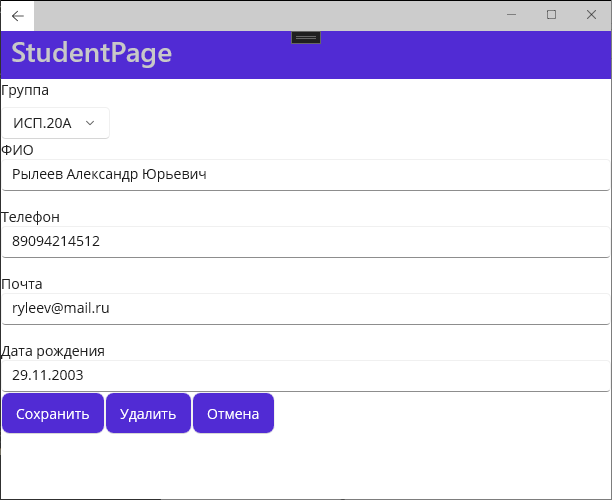 StudentPage
Группа
ИСП.20А
ФИО
Рылеев Александр Юрьевич
Телефон
89094214512
Почта
ryleev@mail.ru
Дата рождения
29.11.2003
Сохранить Удалить Отмена